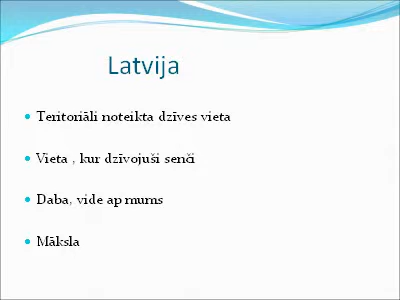 Latvija
Teritoriāli noteikta dzīves vieta
Vieta , kur dzīvojuši senči
Daba, vide ap mums
Māksla